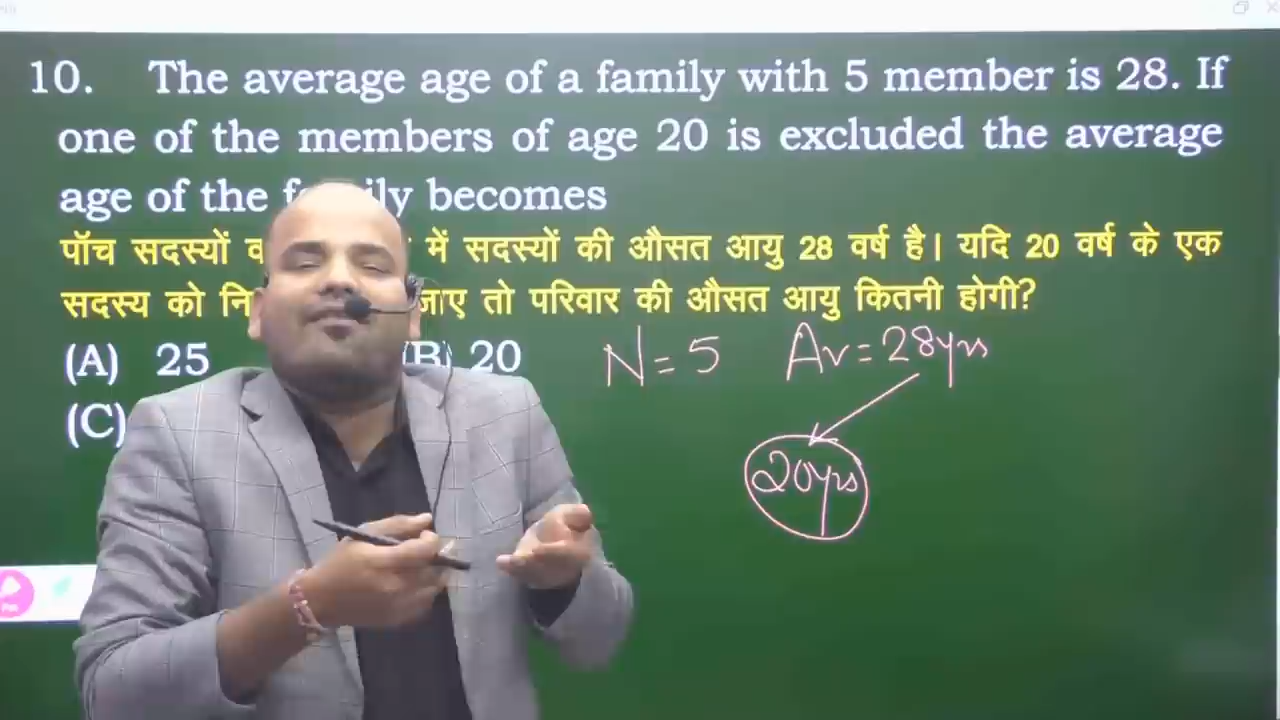 10. The average age of a family with 5 member is 28. If
one of the members of age 20 is excluded the average
age of the becomes
पॉच सदस्यों में सदस्यों की औसत आयु 28 वर्ष है। यदि 20 वर्ष के एक
सदस्य को तो परिवार की औसत आयु कितनी होगी?
(A) 25 (B) 20
(C)
N=5 Av=28yrs
20yrs